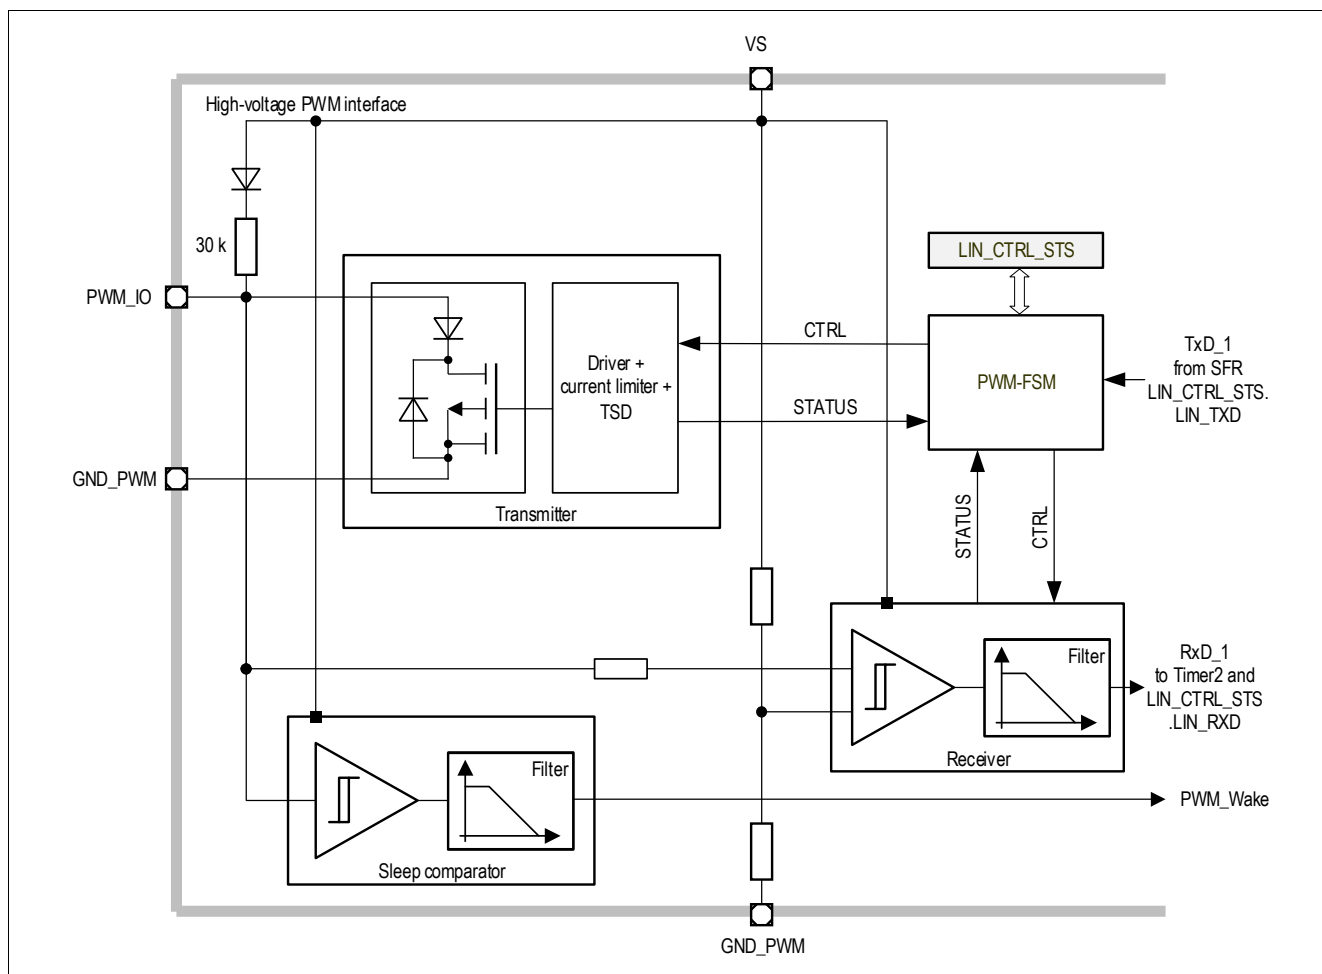 VS
High-voltage PWM interface
30 k
PWM_IO
GND_PWM
Driver +
current limiter +
TSD
Transmitter
CTRL
STATUS
LIN_CTRL_STS
PWM-FSM
TxD_1
from SFR
LIN_CTRL_STS.
LIN_TXD
STATUS
CTRL
Filter
Receiver
RxD_1
to Timer2 and
LIN_CTRL_STS
.LIN_RXD
Filter
Sleep comparator
PWM_Wake
GND_PWM